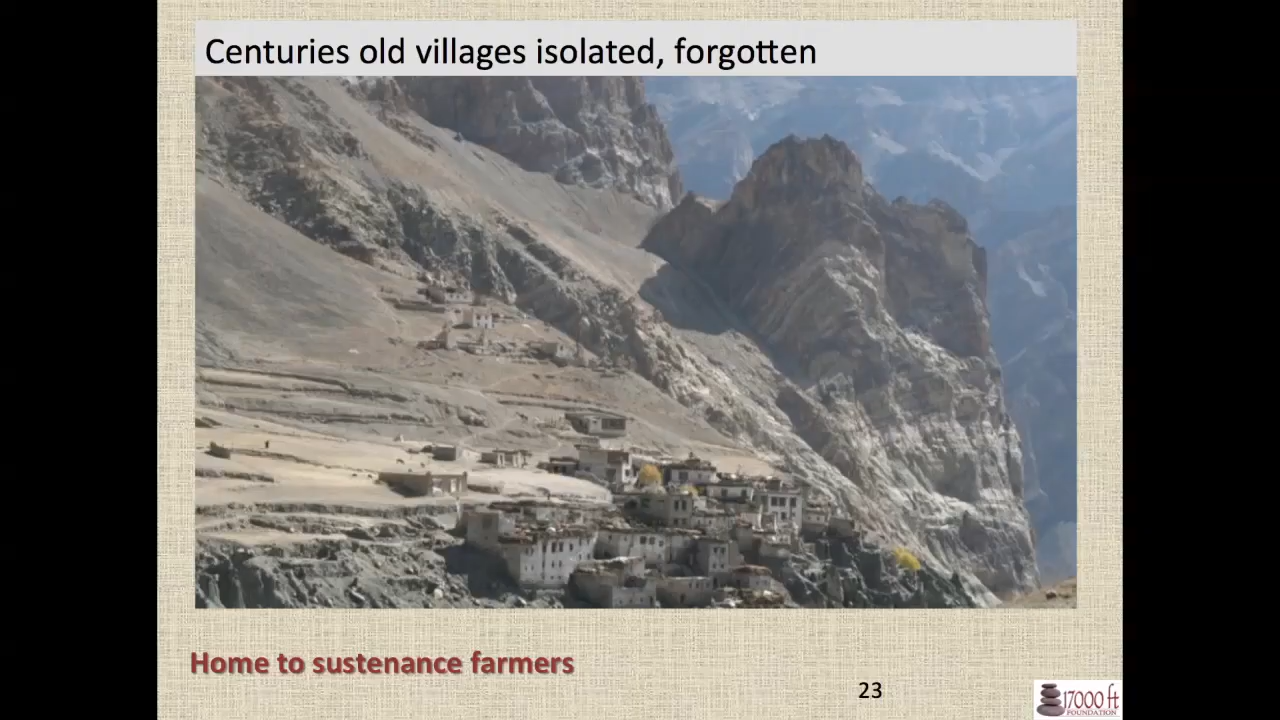 Centuries old villages isolated, forgotten
Home to sustenance farmers
23
17000 ft
FOUNDATION